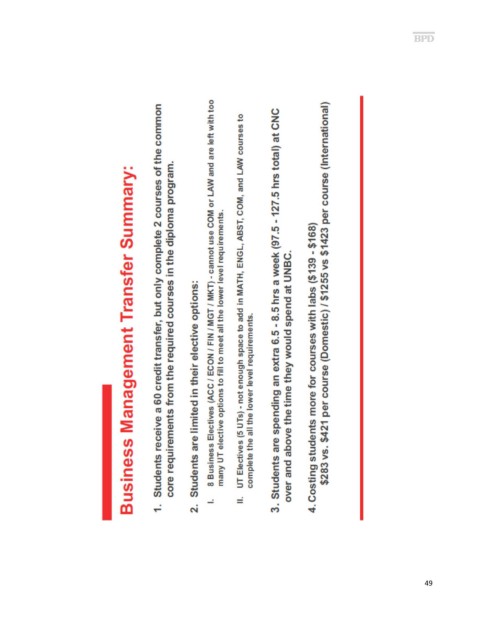 BPD
Business Management Transfer Summary:
1. Students receive a 60 credit transfer, but only complete 2 courses of the common
core requirements from the required courses in the diploma program.
2. Students are limited in their elective options:
I. 8 Business Electives (ACC / ECON / FIN / MGT / MKT) - cannot use COM or LAW and are left with too
many UT elective options to fill to meet all the lower level requirements.
II. UT Electives (5 UTs) - not enough space to add in MATH, ENGL, ABST, COM, and LAW courses to
complete the all the lower level requirements.
3. Students are spending an extra 6.5 - 8.5 hrs a week (97.5 - 127.5 hrs total) at CNC
over and above the time they would spend at UNBC.
4. Costing students more for courses with labs ($139 - $168)
$283 vs. $421 per course (Domestic) / $1255 vs $1423 per course (International)
49